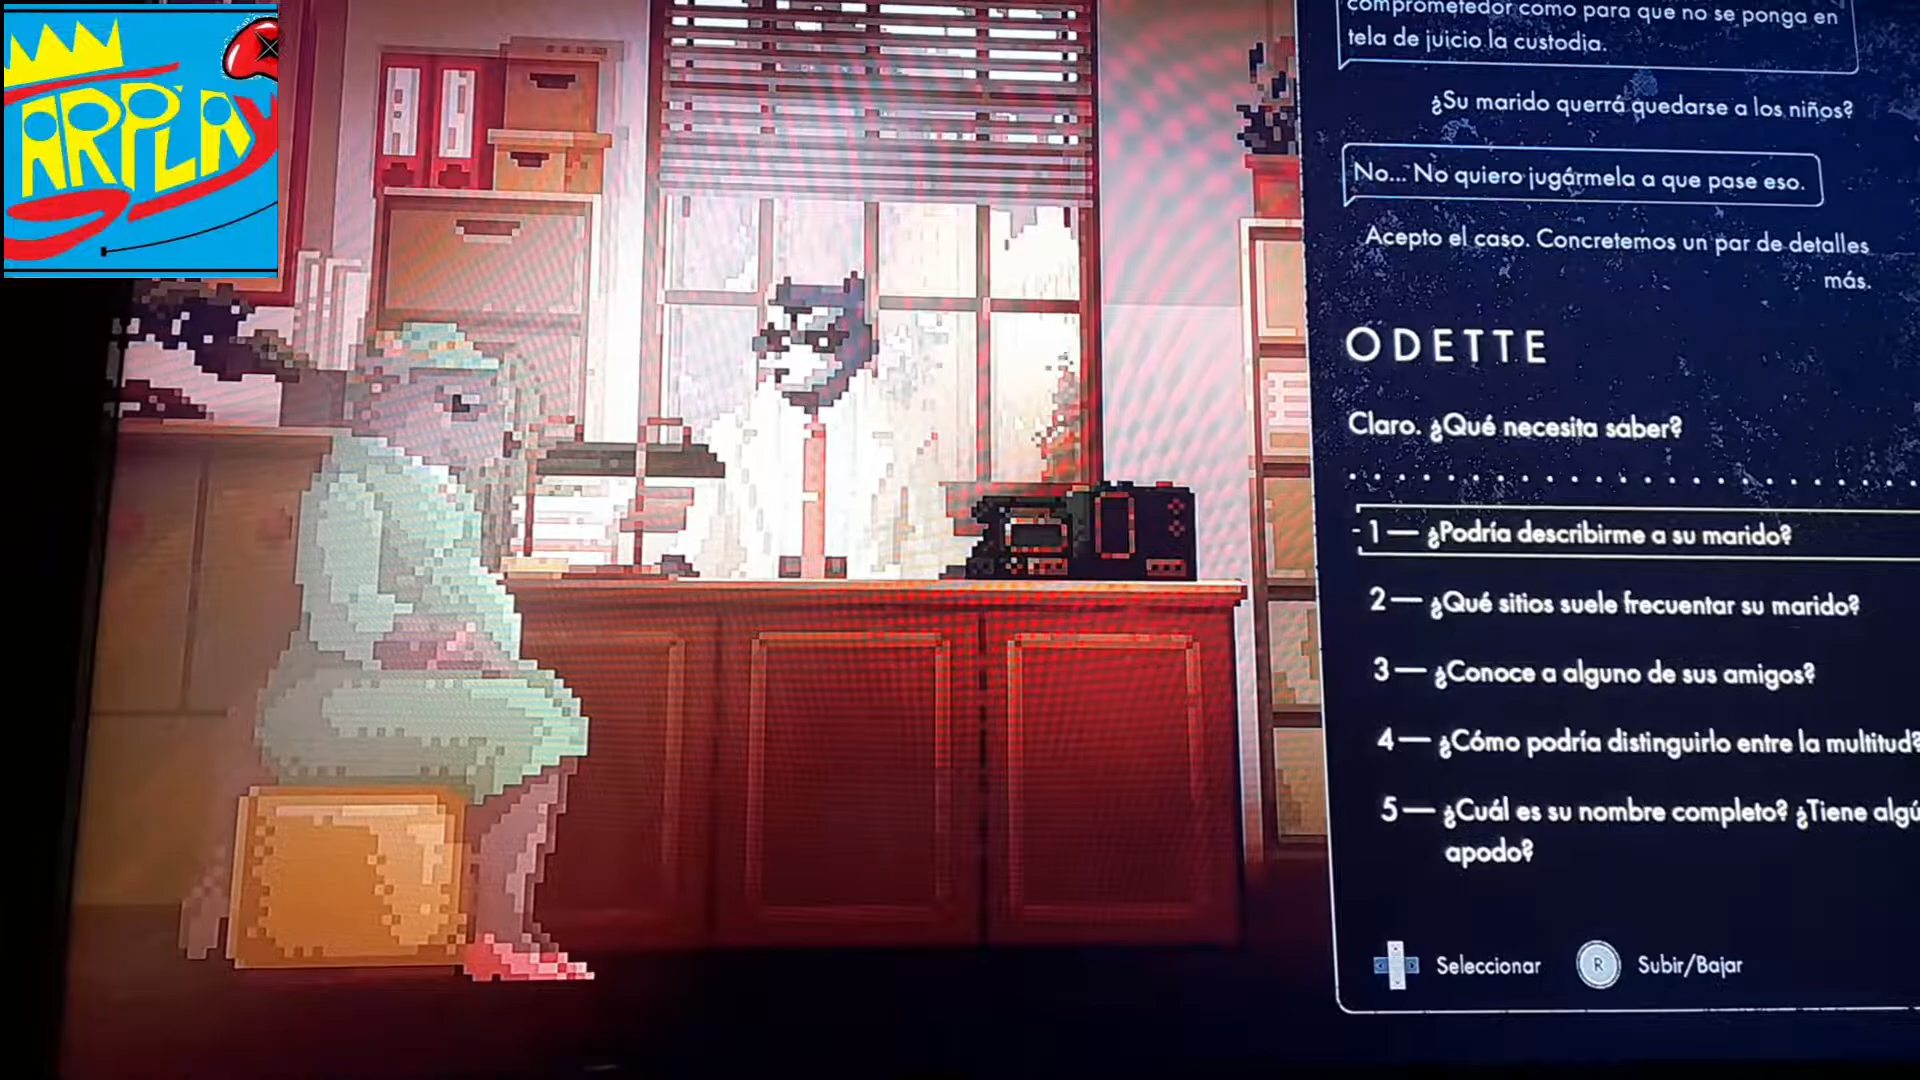 ARPLAY
comprometedor como para que no se ponga en
tela de juicio la custodia.
¿Su marido querrá quedarse a los niños?
No... No quiero jugármela a que pase eso.
Acepto el caso. Concretemos un par de detalles
más.
ODETTE
Claro. ¿Qué necesita saber?
1 — ¿Podría describirme a su marido?
2 — ¿Qué sitios suele frecuentar su marido?
3 — ¿Conoce a alguno de sus amigos?
4 — ¿Cómo podría distinguirlo entre la multitud?
5 — ¿Cuál es su nombre completo? ¿Tiene algú
apodo?
Seleccionar R Subir/Bajar